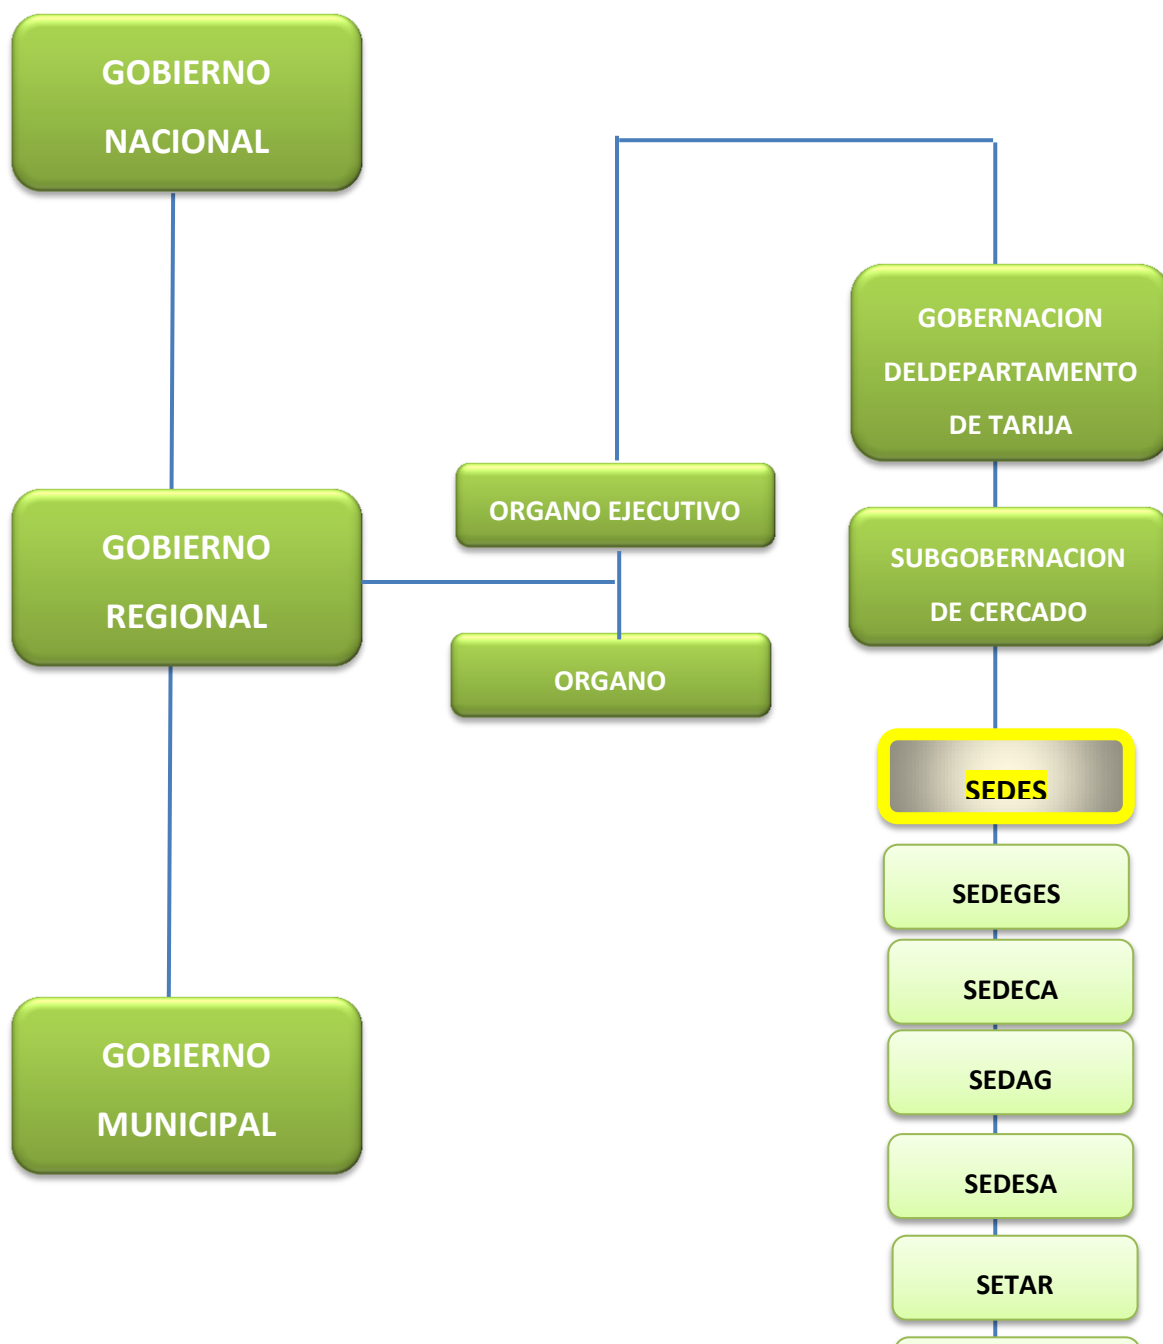 GOBIERNO
NACIONAL
GOBIERNO
REGIONAL
GOBIERNO
MUNICIPAL
ORGANO EJECUTIVO
ORGANO
GOBERNACION
DELDEPARTAMENTO
DE TARIJA
SUBGOBERNACION
DE CERCADO
SEDES
SEDEGES
SEDECA
SEDAG
SEDESA
SETAR